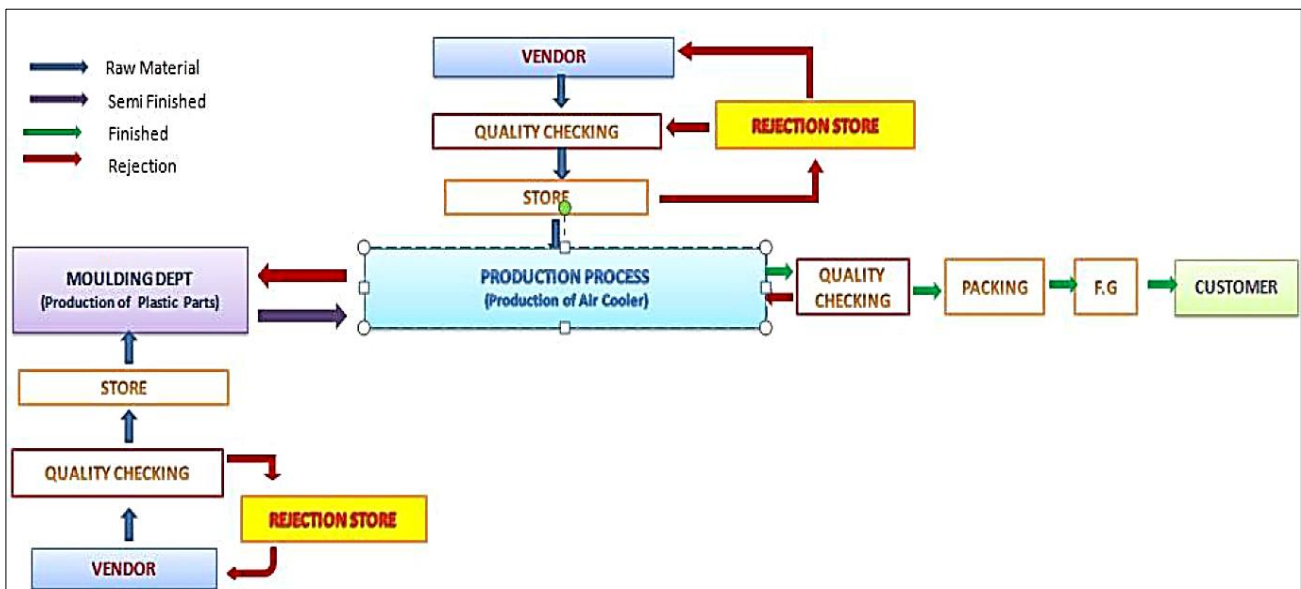 Raw Material
Semi Finished
Finished
Rejection
VENDOR
QUALITY CHECKING
REJECTION STORE
STORE
MOULDING DEPT
(Production of Plastic Parts)
PRODUCTION PROCESS
(Production of Air Cooler)
QUALITY
CHECKING
PACKING
F.G
CUSTOMER
STORE
QUALITY CHECKING
REJECTION STORE
VENDOR